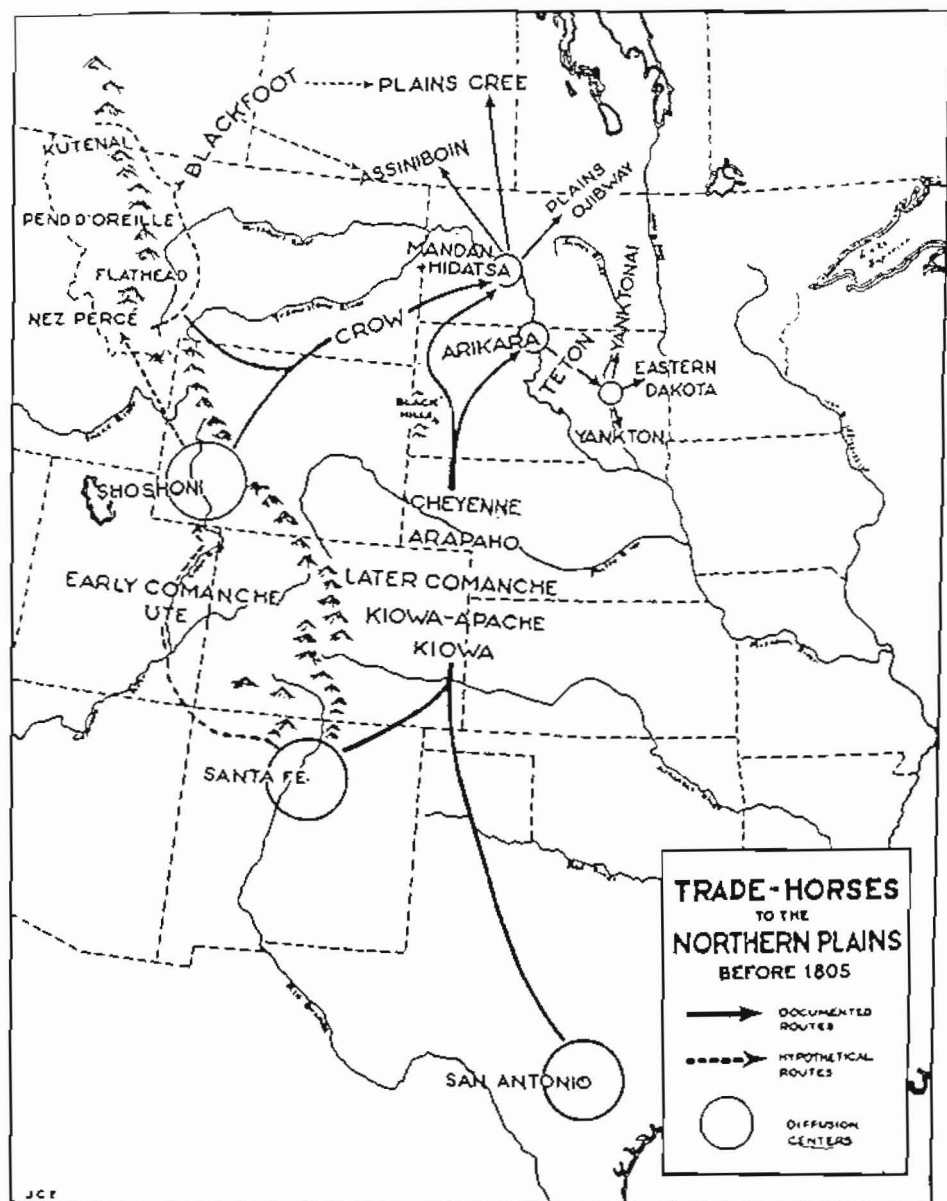 BLACKFOOT
PLAINS CREE
KUTENAL
ASSINIBOIN
PLAINS
OJIBWAY
PEND D'OREILLE
MANDAN
HIDATSA
FLATHEAD
NEZ PERCÉ
CROW
YANKTONAI
ARIKARA
TETON
EASTERN
DAKOTA
BLACK
HILLS
YANKTON
SHOSHONI
CHEYENNE
ARAPAHO
EARLY COMANCHE
UTE
LATER COMANCHE
KIOWA-APACHE
KIOWA
SANTA FE.
SAN ANTONIO
TRADE-HORSES
TO THE
NORTHERN PLAINS
BEFORE 1805
DOCUMENTED
ROUTES
HYPOTHETICAL
ROUTES
DIFFUSION
CENTERS